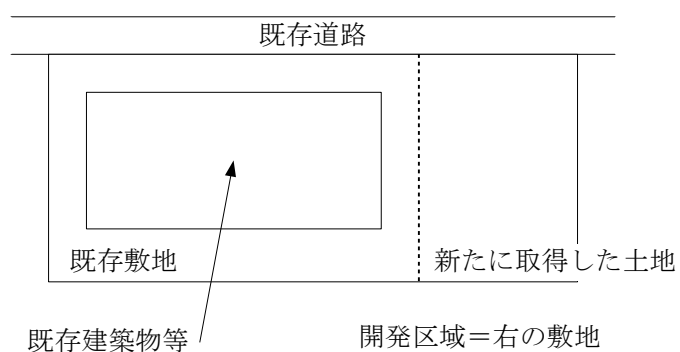 既存道路
既存敷地
新たに取得した土地
既存建築物等
開発区域＝右の敷地